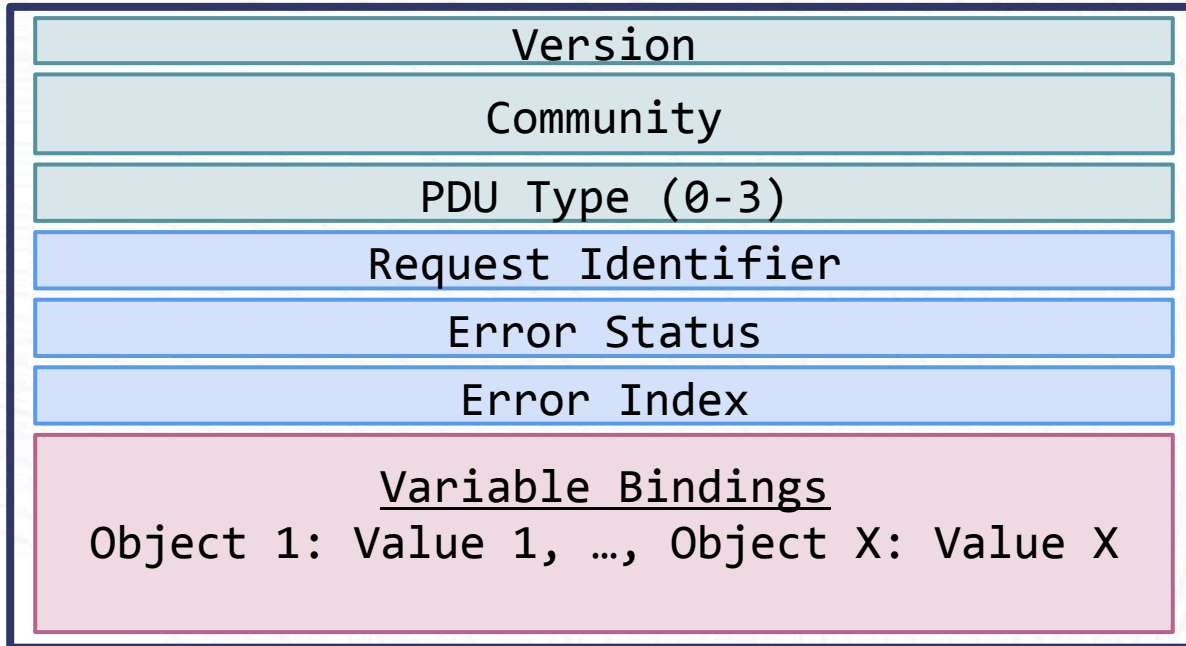 Version
Community
PDU Type (0-3)
Request Identifier
Error Status
Error Index
Variable Bindings
Object 1: Value 1, …, Object X: Value X